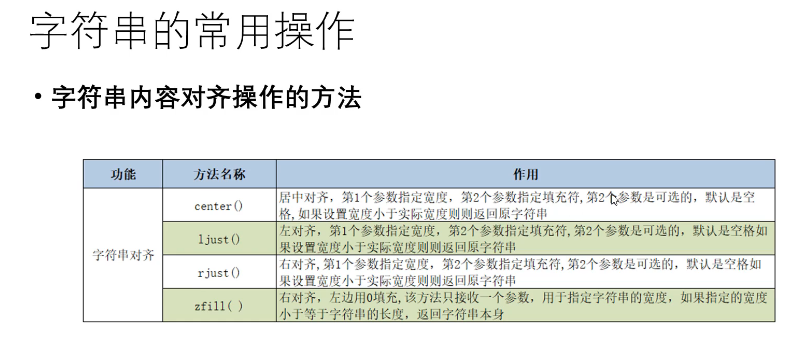 字符串的常用操作
• 字符串内容对齐操作的方法
功能 方法名称 作用
字符串对齐
center()
居中对齐，第1个参数指定宽度，第2个参数指定填充符,第2个参数是可选的，默认是空
格,如果设置宽度小于实际宽度则则返回原字符串
ljust()
左对齐，第1个参数指定宽度，第2个参数指定填充符,第2个参数是可选的，默认是空格如
果设置宽度小于实际宽度则则返回原字符串
rjust()
右对齐,第1个参数指定宽度，第2个参数指定填充符,第2个参数是可选的，默认是空格如
果设置宽度小于实际宽度则则返回原字符串
zfill( )
右对齐，左边用0填充,该方法只接收一个参数，用于指定字符串的宽度，如果指定的宽度
小于等于字符串的长度，返回字符串本身